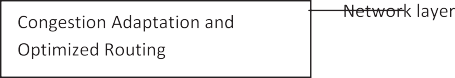 Congestion Adaptation and
Optimized Routing
Network layer